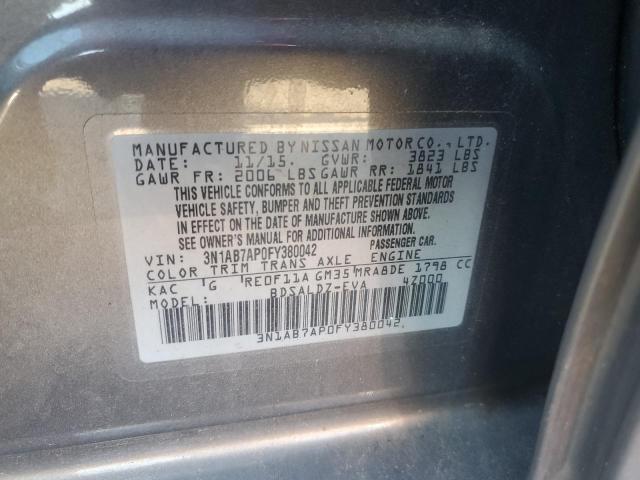 MANUFACTURED BY NISSAN MOTOR CO., LTD.
DATE: 11/15. GVWR: 3823 LBS
GAWR FR: 2006 LBS GAWR RR: 1841 LBS
THIS VEHICLE CONFORMS TO ALL APPLICABLE FEDERAL MOTOR
VEHICLE SAFETY, BUMPER AND THEFT PREVENTION STANDARDS
IN EFFECT ON THE DATE OF MANUFACTURE SHOWN ABOVE.
SEE OWNER'S MANUAL FOR ADDITIONAL INFORMATION.
VIN: 3N1AB7AP0FY380042 PASSENGER CAR.
COLOR TRIM TRANS AXLE ENGINE
KAC G RE0F11A GM35 MRA8DE 1798 CC
MODEL: BDSALDZ-EVA 4Z000
3N1AB7AP0FY380042.